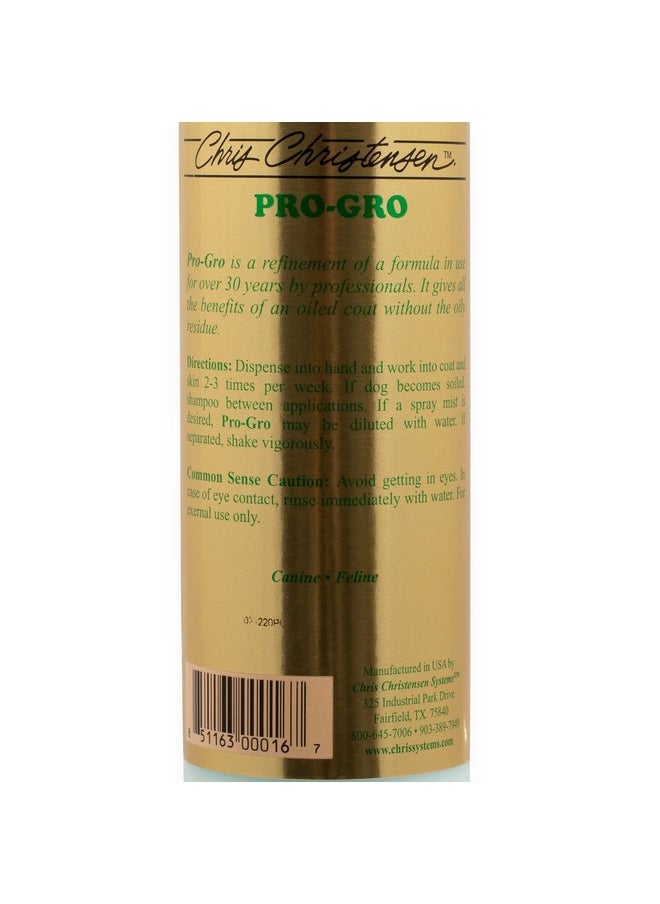 Chris Christensen™.
PRO-GRO
Pro-Gro is a refinement of a formula in use
for over 30 years by professionals. It gives all
the benefits of an oiled coat without the oily
residue.
Directions: Dispense into hand and work into coat and
skin 2-3 times per week. If dog becomes soiled,
shampoo between applications. If a spray mist is
desired, Pro-Gro may be diluted with water. If
separated, shake vigorously.
Common Sense Caution: Avoid getting in eyes. In
case of eye contact, rinse immediately with water. For
exernal use only.
Canine • Feline
Manufactured in USA by
Chris Christensen Systems™
325 Industrial Park Drive
Fairfield, TX. 75840
800-645-7006 • 903-389-7949
www.chrissystems.com
8 51163 00016 7